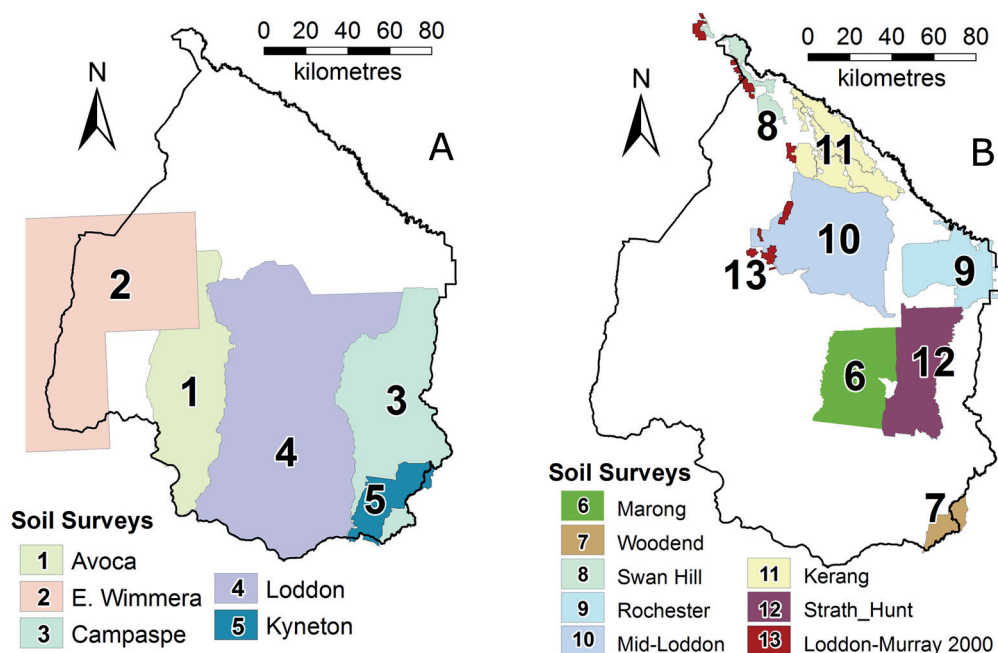 0 20 40 60 80
kilometres
N
A
2
1
3
4
5
Soil Surveys
1 Avoca
2 E. Wimmera
3 Campaspe
4 Loddon
5 Kyneton
0 20 40 60 80
kilometres
N
B
8
11
10
9
13
12
6
7
Soil Surveys
6 Marong
7 Woodend
8 Swan Hill
9 Rochester
10 Mid-Loddon
11 Kerang
12 Strath_Hunt
13 Loddon-Murray 2000